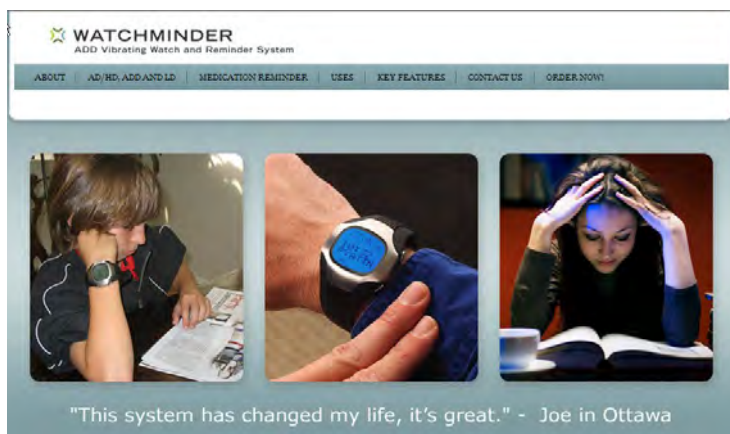 WATCHMINDER
ADD Vibrating Watch and Reminder System
ABOUT
AD/HD, ADD AND LD
MEDICATION REMINDER
USES
KEY FEATURES
CONTACT US
ORDER NOW!
"This system has changed my life, it's great." - Joe in Ottawa